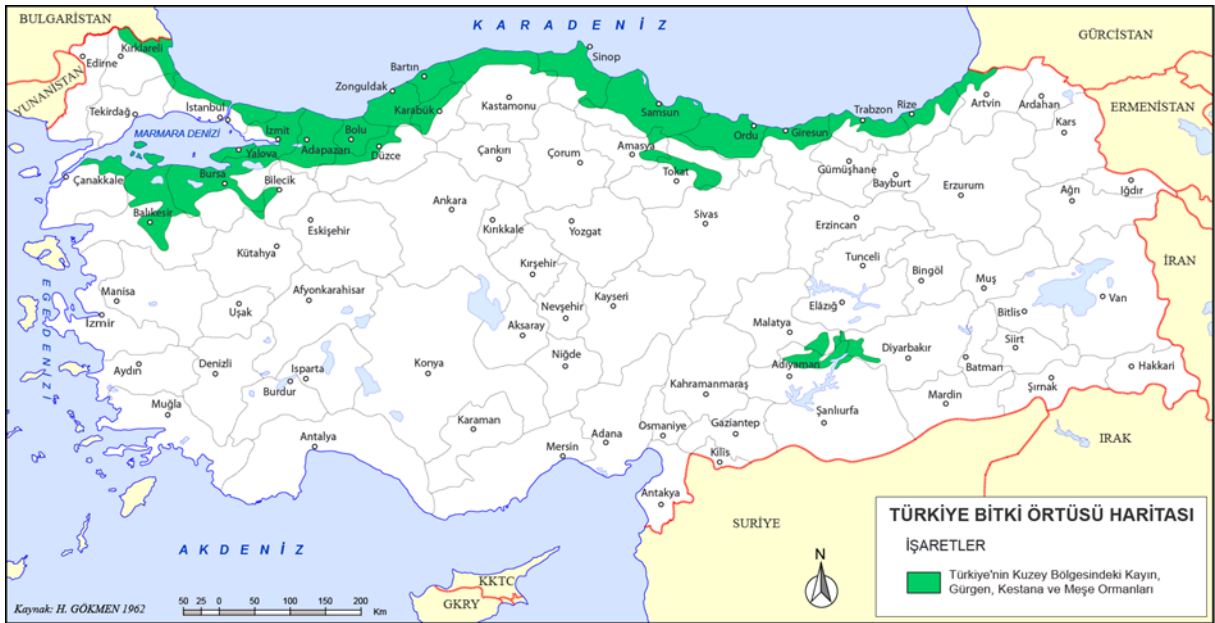 BULGARİSTAN
K A R A D E N İ Z
GÜRCİSTAN
Kırklareli
Edirne
YUNANİSTAN
Tekirdağ
İstanbul
MARMARA DENİZİ
Sinop
Bartın
Zonguldak
Karabük
Kastamonu
Samsun
Ordu
Giresun
Trabzon
Rize
Artvin
Ardahan
Kars
ERMENİSTAN
İzmit
Adapazarı
Bolu
Düzce
Yalova
Bursa
Bilecik
Çanakkale
Balıkesir
Çankırı
Çorum
Amasya
Tokat
Gümüşhane
Bayburt
Erzurum
Ağrı
Iğdır
Eskişehir
Ankara
Kırıkkale
Yozgat
Sivas
Erzincan
Kütahya
Kırşehir
Tunceli
Bingöl
Muş
İRAN
Manisa
Uşak
Afyonkarahisar
Nevşehir
Kayseri
Elâzığ
Bitlis
Van
E G E D E N İ Z İ
İzmir
Aksaray
Malatya
Diyarbakır
Siirt
Aydın
Denizli
Isparta
Burdur
Konya
Niğde
Adıyaman
Batman
Hakkari
Şırnak
Kahramanmaraş
Mardin
Muğla
Karaman
Şanlıurfa
Antalya
Mersin
Adana
Osmaniye
Gaziantep
Kilis
IRAK
Antakya
SURİYE
A K D E N İ Z
KKTC
GKRY
Kaynak: H. GÖKMEN 1962
50 25 0 50 100 150 200
Km
N
TÜRKİYE BİTKİ ÖRTÜSÜ HARİTASI
İŞARETLER
Türkiye'nin Kuzey Bölgesindeki Kayın,
Gürgen, Kestana ve Meşe Ormanları